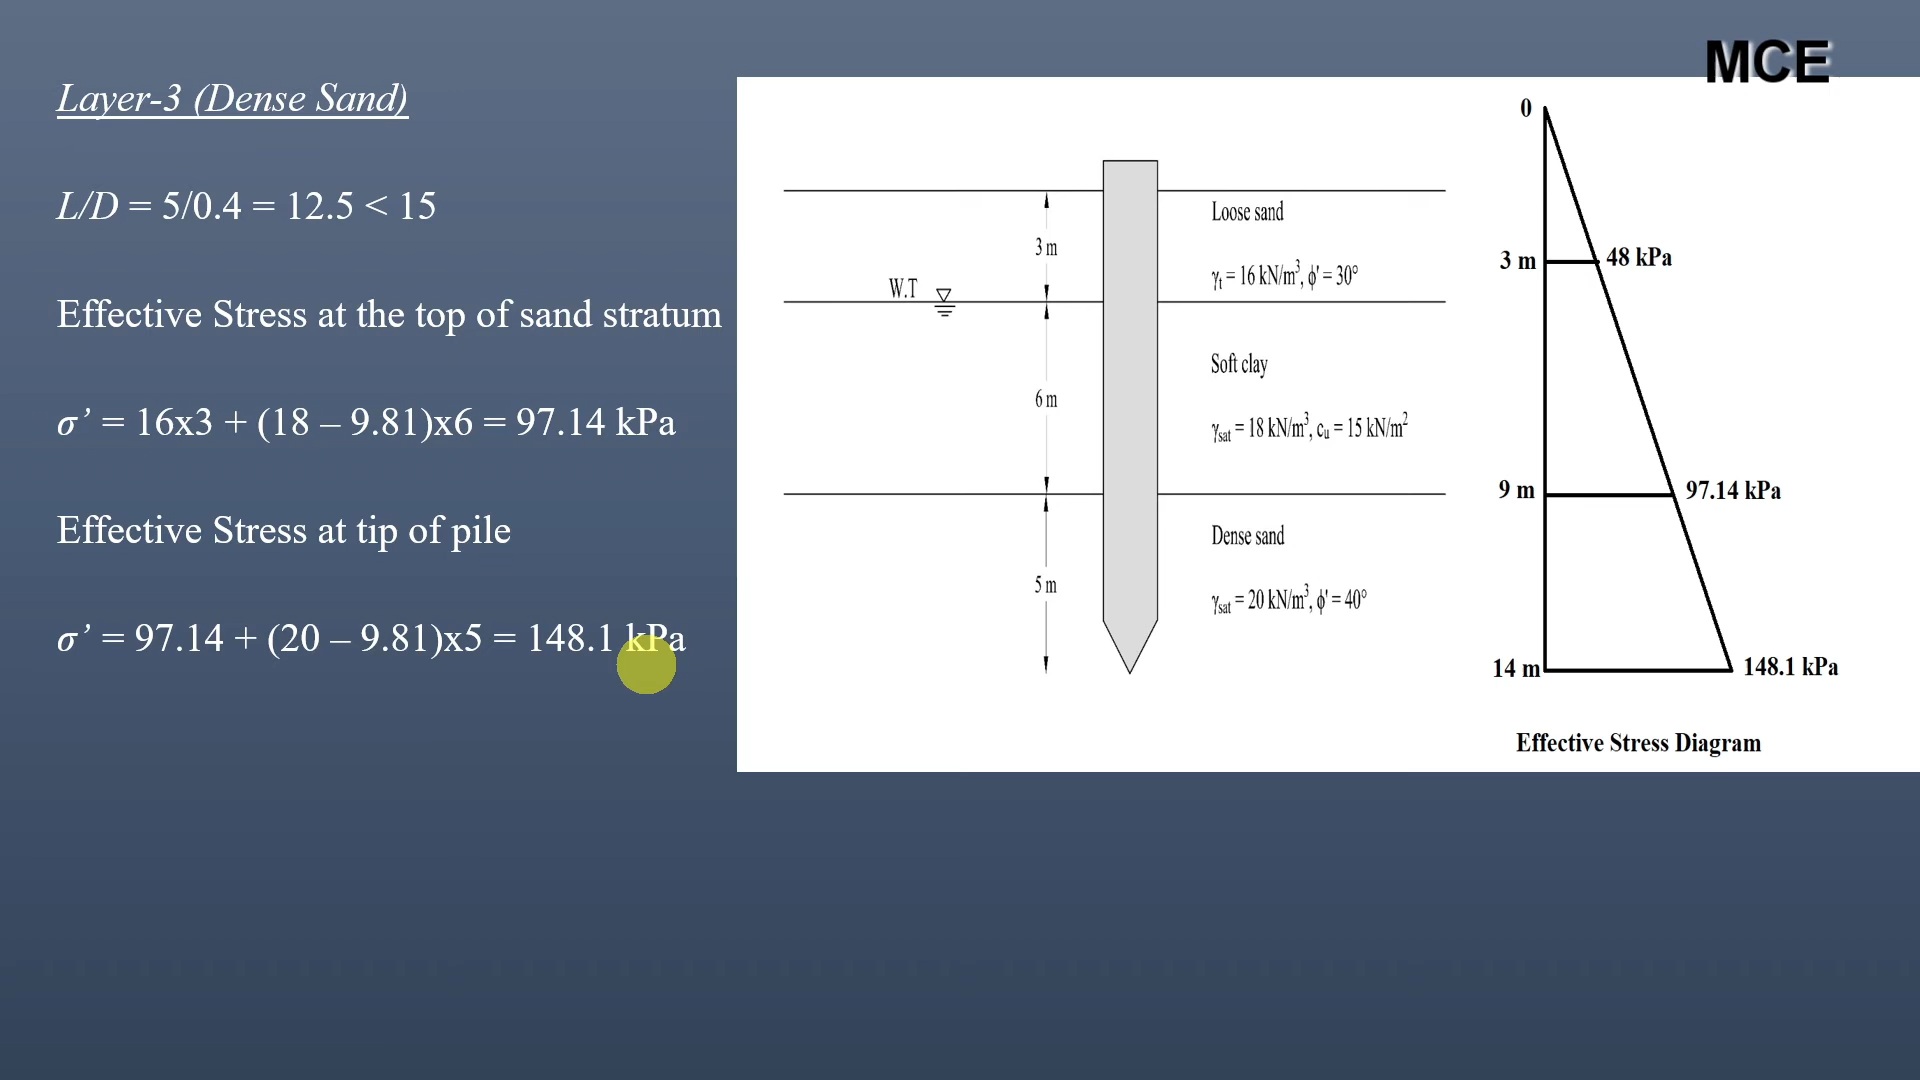 MCE
Layer-3 (Dense Sand)
L/D = 5/0.4 = 12.5 < 15
Effective Stress at the top of sand stratum
σ’ = 16x3 + (18 – 9.81)x6 = 97.14 kPa
Effective Stress at tip of pile
σ’ = 97.14 + (20 – 9.81)x5 = 148.1 kPa
Loose sand
3 m
γt = 16 kN/m³, ϕ' = 30°
W.T
Soft clay
6 m
γsat = 18 kN/m³, cu = 15 kN/m²
Dense sand
5 m
γsat = 20 kN/m³, ϕ' = 40°
0
3 m
48 kPa
9 m
97.14 kPa
14 m
148.1 kPa
Effective Stress Diagram